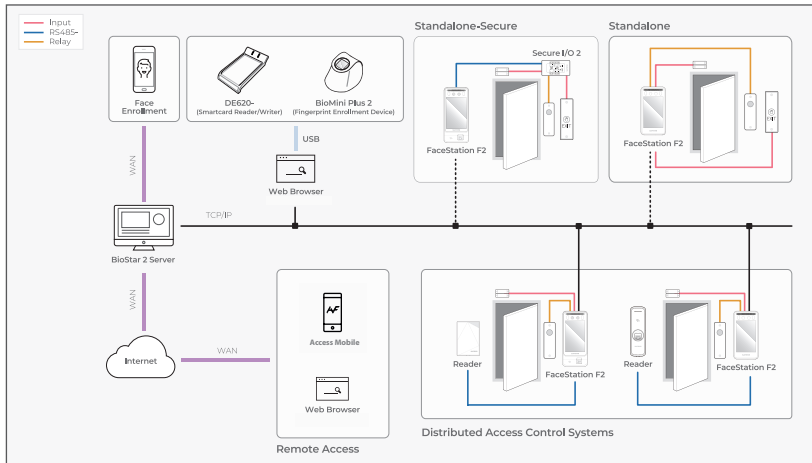 Input
RS485-
Relay
Standalone-Secure
Standalone
Secure I/O 2
EXIT
FaceStation F2
EXIT
FaceStation F2
Face
Enrollment
DE620-
(Smartcard Reader/Writer)
BioMini Plus 2
(Fingerprint Enrollment Device)
USB
WAN
Web Browser
TCP/IP
BioStar 2 Server
WAN
Internet
WAN
Access Mobile
Web Browser
Remote Access
Reader
FaceStation F2
Reader
FaceStation F2
Distributed Access Control Systems